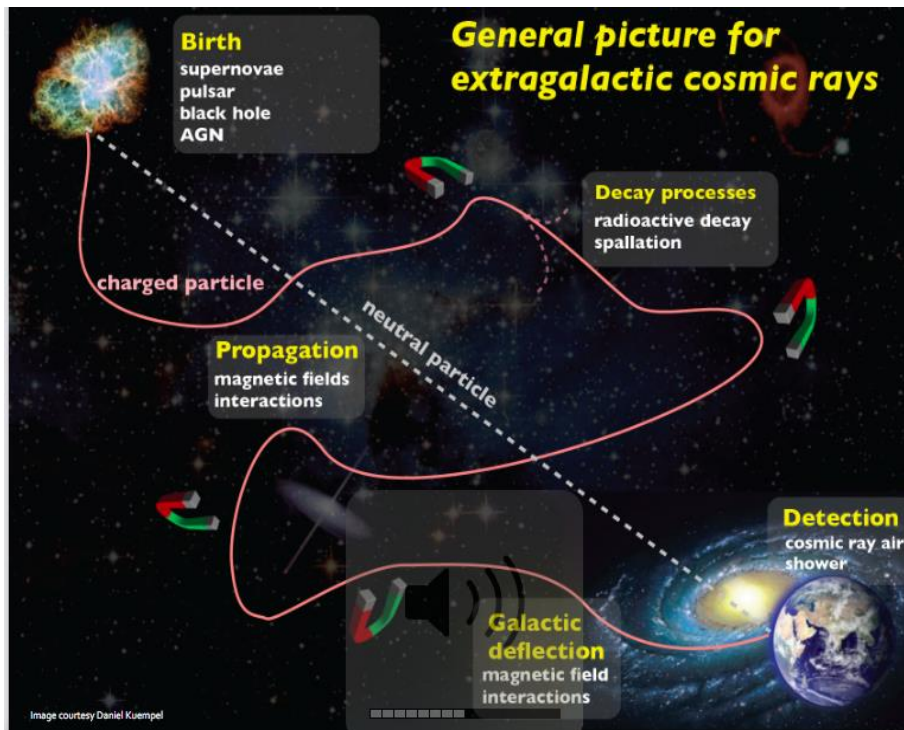 General picture for
extragalactic cosmic rays
Birth
supernovae
pulsar
black hole
AGN
Decay processes
radioactive decay
spallation
charged particle
neutral particle
Propagation
magnetic fields
interactions
Detection
cosmic ray air
shower
Galactic
deflection
magnetic field
interactions
Image courtesy Daniel Kuempel